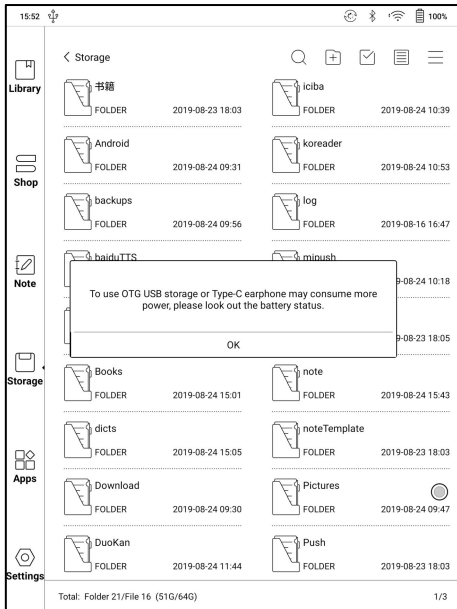 15:52
100%
Storage
Library
Shop
Note
Storage
Apps
Settings
书籍
FOLDER 2019-08-23 18:03
iciba
FOLDER 2019-08-24 10:39
Android
FOLDER 2019-08-24 09:31
koreader
FOLDER 2019-08-24 10:53
backups
FOLDER 2019-08-24 09:56
log
FOLDER 2019-08-16 16:47
baiduTTS
mipush
9-08-24 10:18
To use OTG USB storage or Type-C earphone may consume more
power, please look out the battery status.
OK
9-08-23 18:05
Books
FOLDER 2019-08-24 15:01
note
FOLDER 2019-08-24 15:43
dicts
FOLDER 2019-08-24 15:05
noteTemplate
FOLDER 2019-08-23 18:03
Download
FOLDER 2019-08-24 09:30
Pictures
FOLDER 2019-08-24 09:47
DuoKan
FOLDER 2019-08-24 11:44
Push
FOLDER 2019-08-23 18:03
Total: Folder 21/File 16 (51G/64G)
1/3